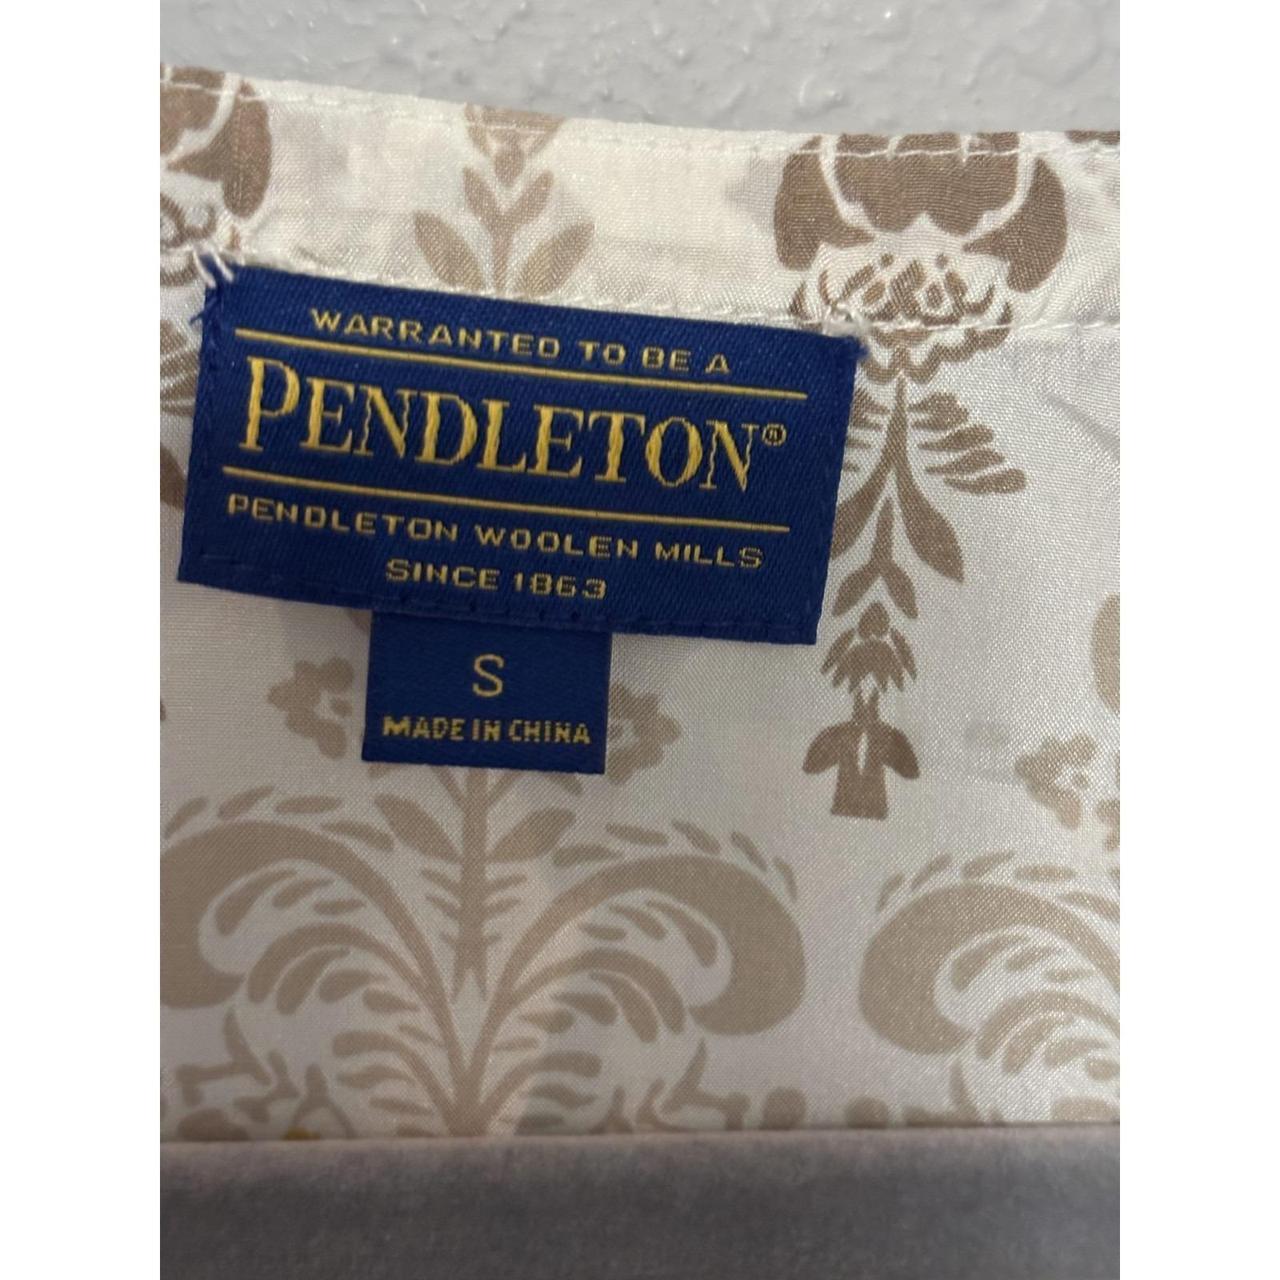 WARRANTED TO BE A
PENDLETON®
PENDLETON WOOLEN MILLS
SINCE 1863
S
MADE IN CHINA